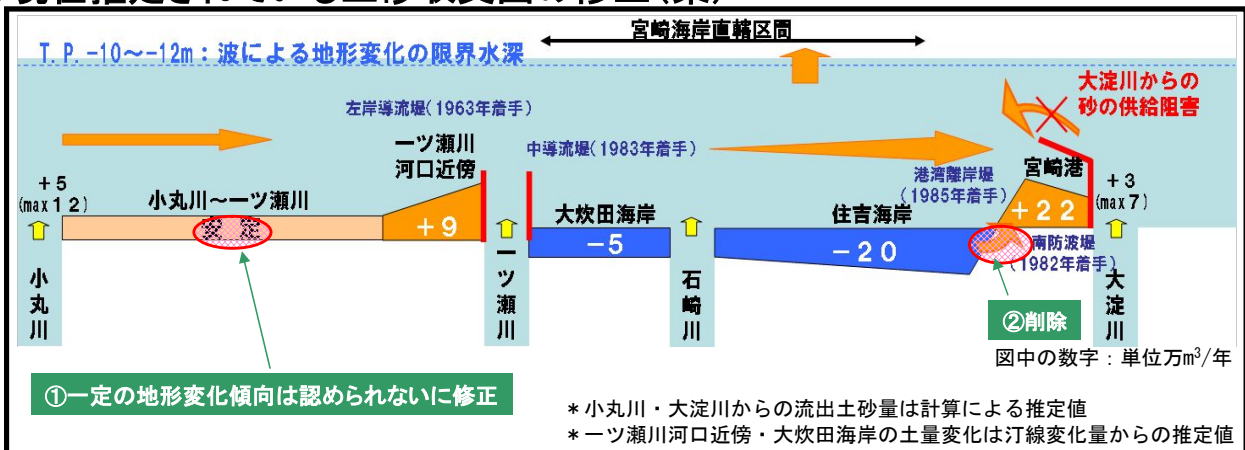 宮崎海岸直轄区間
T.P.-10～-12m：波による地形変化の限界水深
大淀川からの
砂の供給阻害
左岸導流堤(1963年着手)
一ツ瀬川
河口近傍
中導流堤(1983年着手)
港湾離岸堤
(1985年着手)
宮崎港
+5
(max12)
小丸川～一ツ瀬川
安定
+9
大炊田海岸
-5
住吉海岸
-20
+22
+3
(max7)
南防波堤
(1982年着手)
小丸川
一ツ瀬川
石崎川
大淀川
②削除
図中の数字：単位万m³/年
①一定の地形変化傾向は認められないに修正
＊小丸川・大淀川からの流出土砂量は計算による推定値
＊一ツ瀬川河口近傍・大炊田海岸の土量変化は汀線変化量からの推定値